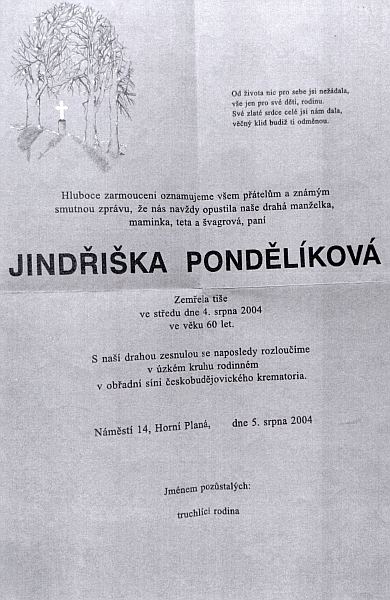 Od života nic pro sebe jsi nežádala,
vše jen pro své děti, rodinu.
Své zlaté srdce celé jsi nám dala,
věčný klid budiž ti odměnou.
Hluboce zarmouceni oznamujeme všem přátelům a známým
smutnou zprávu, že nás navždy opustila naše drahá manželka,
maminka, teta a švagrová, paní
JINDŘIŠKA PONDĚLÍKOVÁ
Zemřela tiše
ve středu dne 4. srpna 2004
ve věku 60 let.
S naší drahou zesnulou se naposledy rozloučíme
v úzkém kruhu rodinném
v obřadní síni českobudějovického krematoria.
Náměstí 14, Horní Planá, dne 5. srpna 2004
Jménem pozůstalých:
truchlící rodina